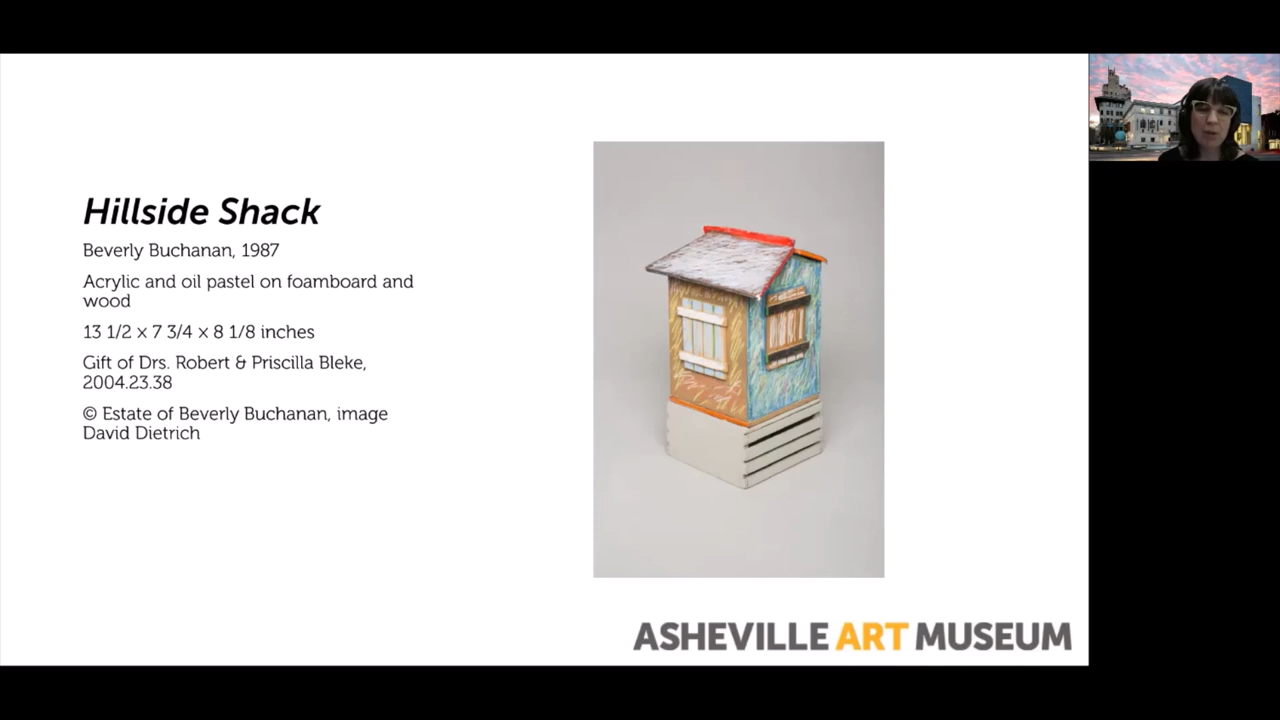 Hillside Shack
Beverly Buchanan, 1987
Acrylic and oil pastel on foamboard and
wood
13 1/2 × 7 3/4 × 8 1/8 inches
Gift of Drs. Robert & Priscilla Bleke,
2004.23.38
© Estate of Beverly Buchanan, image
David Dietrich
ASHEVILLE ART MUSEUM